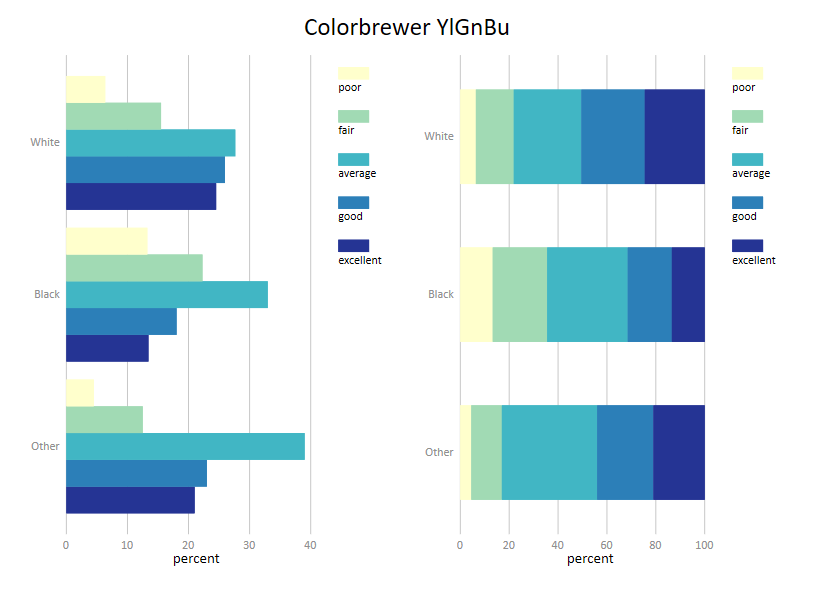 Colorbrewer YlGnBu
White
Black
Other
0 10 20 30 40
percent
poor
fair
average
good
excellent
White
Black
Other
0 20 40 60 80 100
percent
poor
fair
average
good
excellent